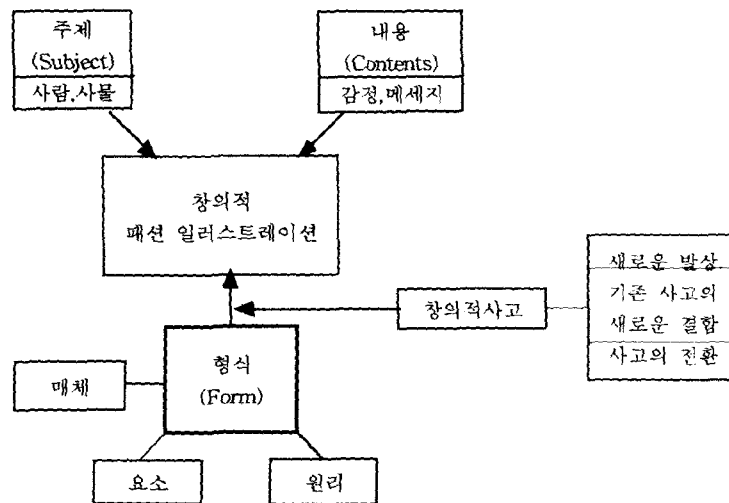 주제
(Subject)
사람,사물
내용
(Contents)
감정,메세지
창의적
패션 일러스트레이션
새로운 발상
기존 사고의
새로운 결합
사고의 전환
창의적사고
형식
(Form)
매체
요소
원리